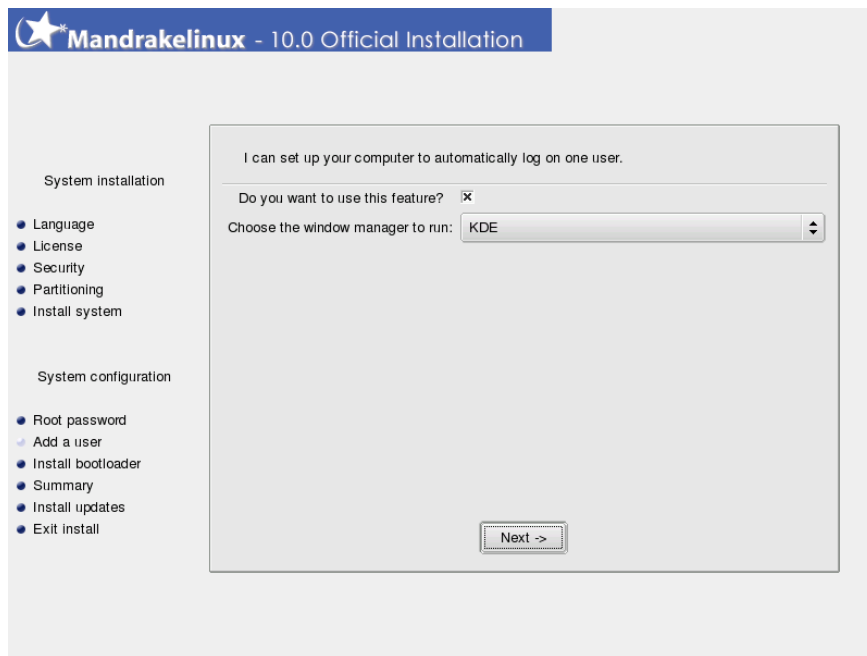 Mandrakelinux - 10.0 Official Installation
System installation
Language
License
Security
Partitioning
Install system
System configuration
Root password
Add a user
Install bootloader
Summary
Install updates
Exit install
I can set up your computer to automatically log on one user.
Do you want to use this feature?
Choose the window manager to run: KDE
Next ->